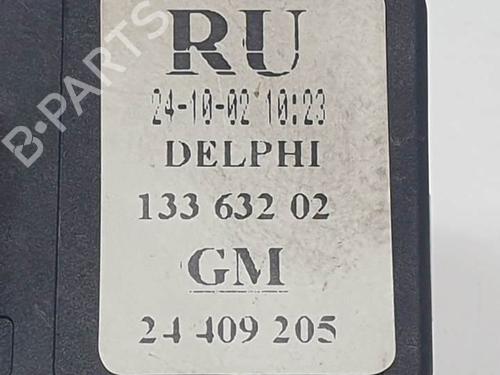 B-PARTS
RU
24-10-02 10:23
DELPHI
133 632 02
GM
24 409 205